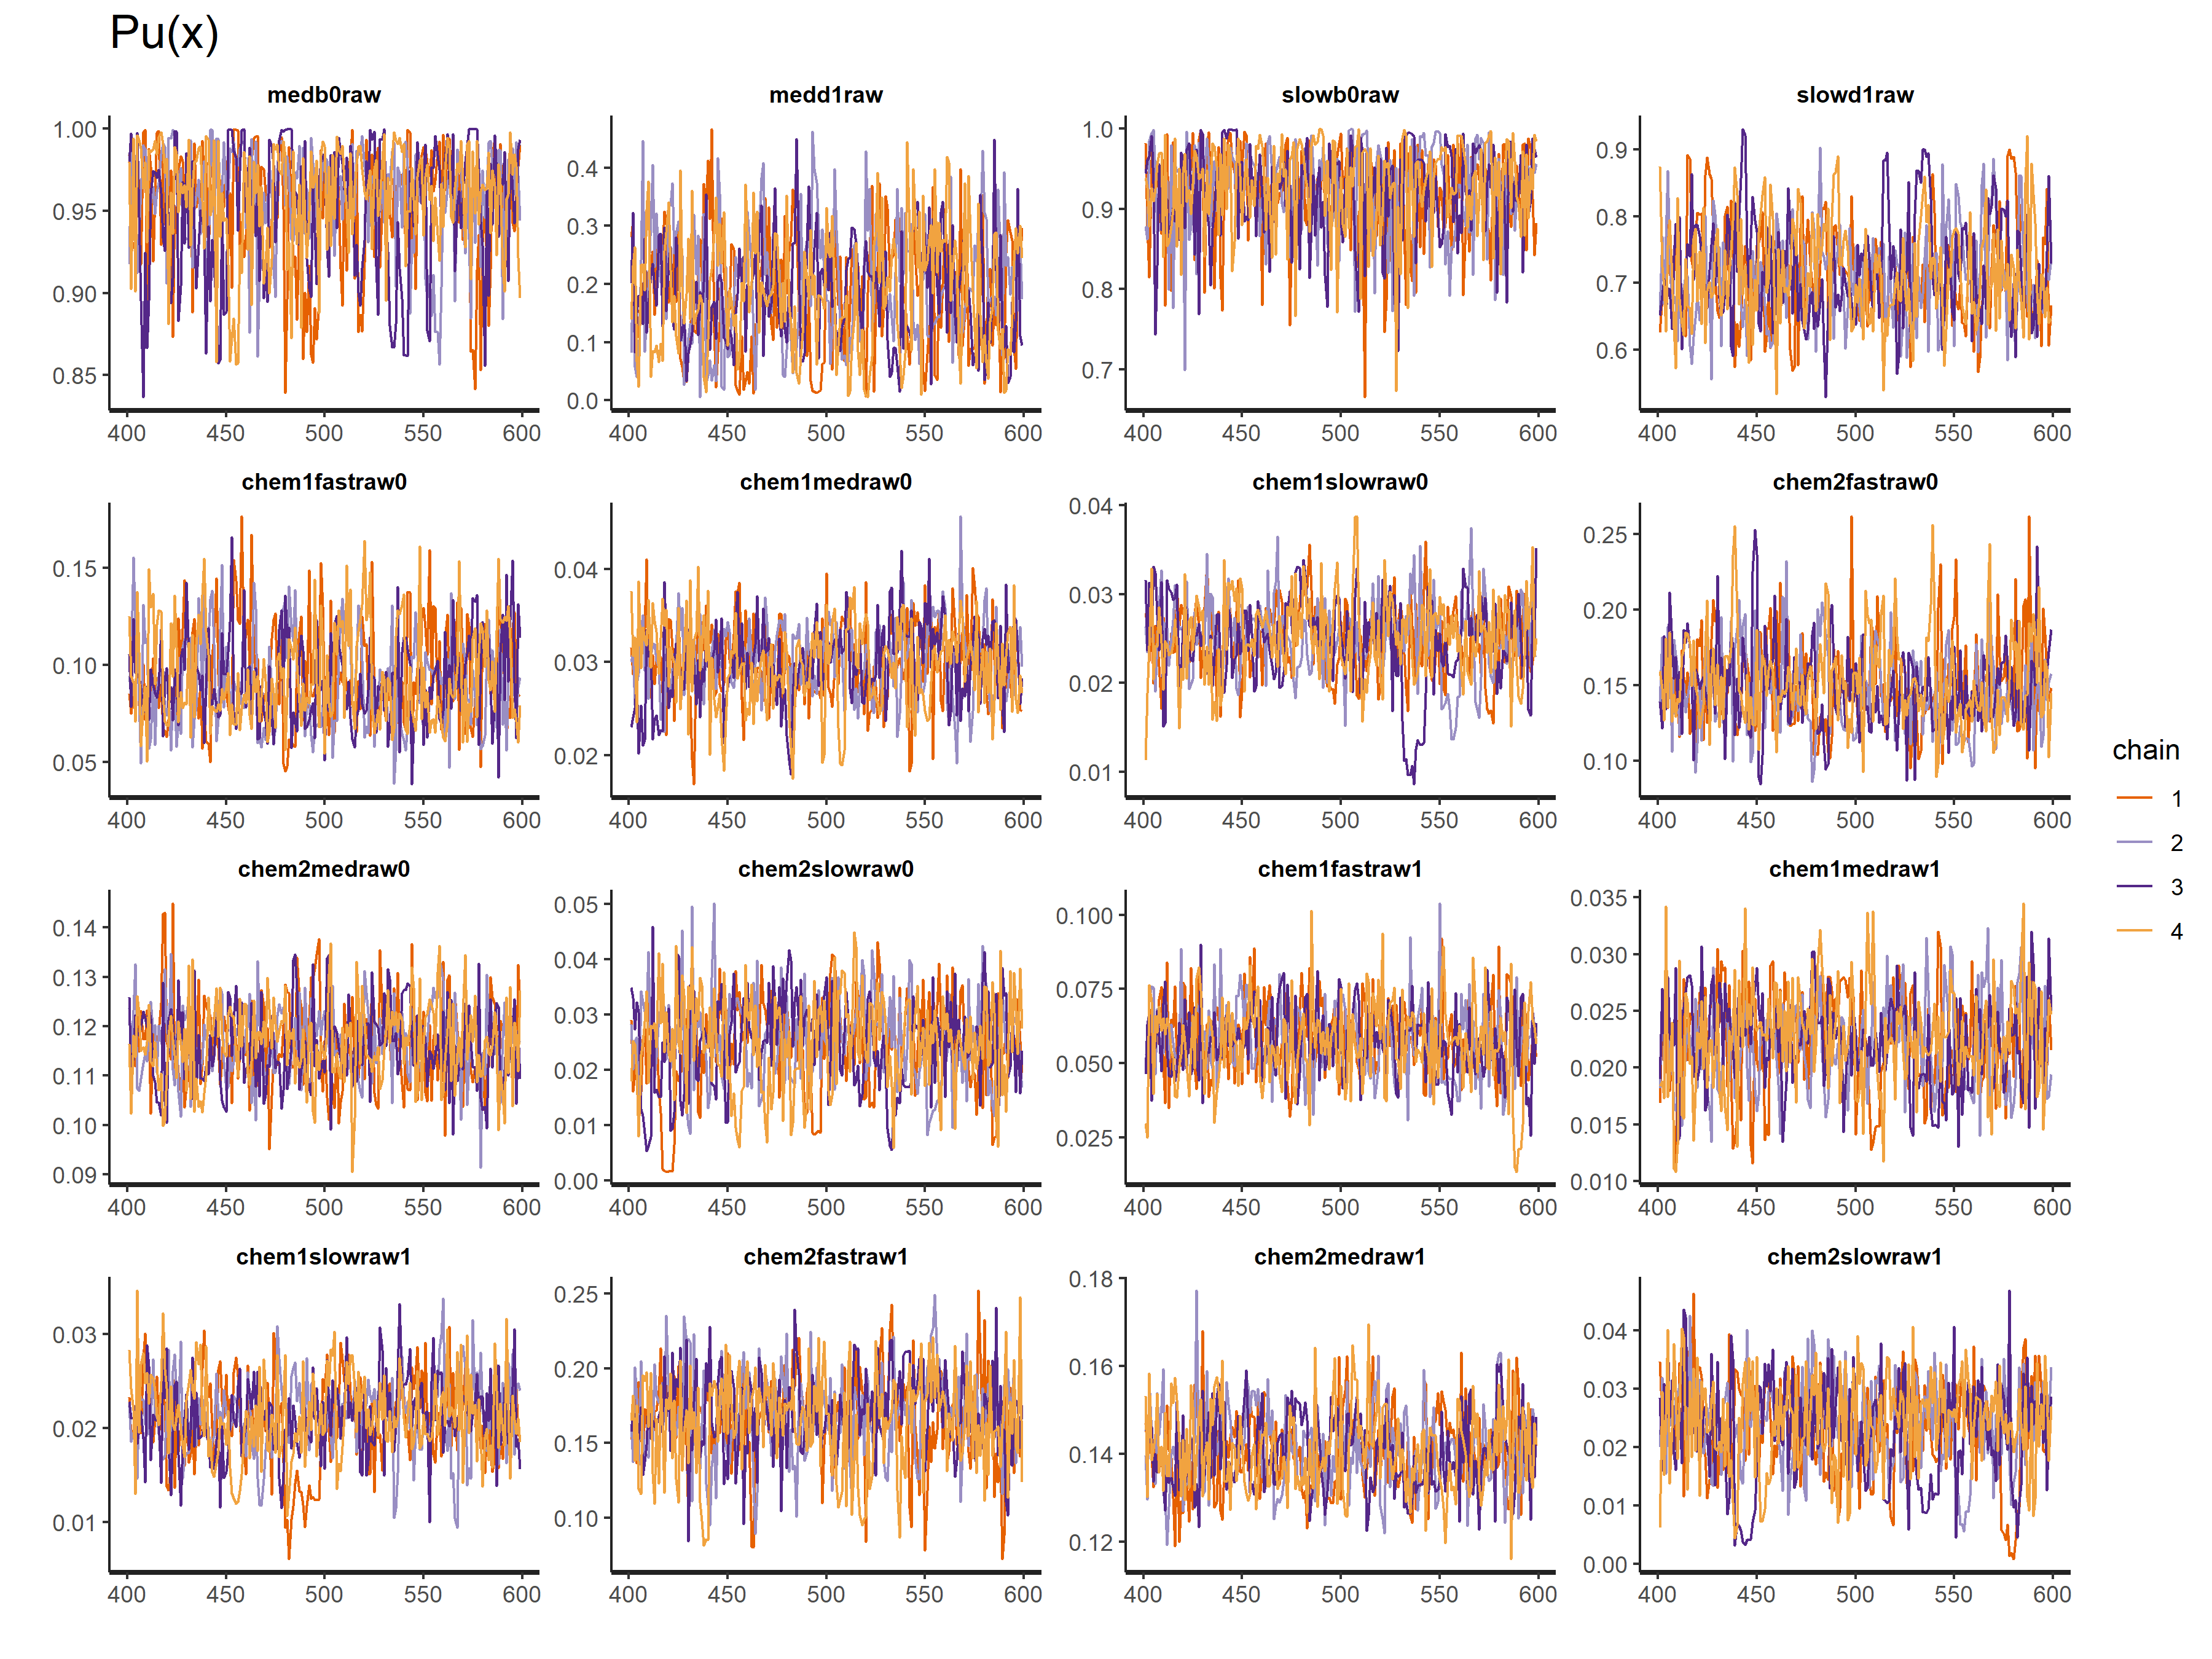 Pu(x)
medb0raw medd1raw slowb0raw slowd1raw
1.00 0.95 0.90 0.85
0.4 0.3 0.2 0.1 0.0
1.0 0.9 0.8 0.7
0.9 0.8 0.7 0.6
400 450 500 550 600 400 450 500 550 600 400 450 500 550 600 400 450 500 550 600
chem1fastraw0 chem1medraw0 chem1slowraw0 chem2fastraw0
0.15 0.10 0.05
0.04 0.03 0.02
0.04 0.03 0.02 0.01
0.25 0.20 0.15 0.10
400 450 500 550 600 400 450 500 550 600 400 450 500 550 600 400 450 500 550 600
chem2medraw0 chem2slowraw0 chem1fastraw1 chem1medraw1
0.14 0.13 0.12 0.11 0.10 0.09
0.05 0.04 0.03 0.02 0.01 0.00
0.100 0.075 0.050 0.025
0.035 0.030 0.025 0.020 0.015 0.010
400 450 500 550 600 400 450 500 550 600 400 450 500 550 600 400 450 500 550 600
chem1slowraw1 chem2fastraw1 chem2medraw1 chem2slowraw1
0.03 0.02 0.01
0.25 0.20 0.15 0.10
0.18 0.16 0.14 0.12
0.04 0.03 0.02 0.01 0.00
400 450 500 550 600 400 450 500 550 600 400 450 500 550 600 400 450 500 550 600
chain
1
2
3
4